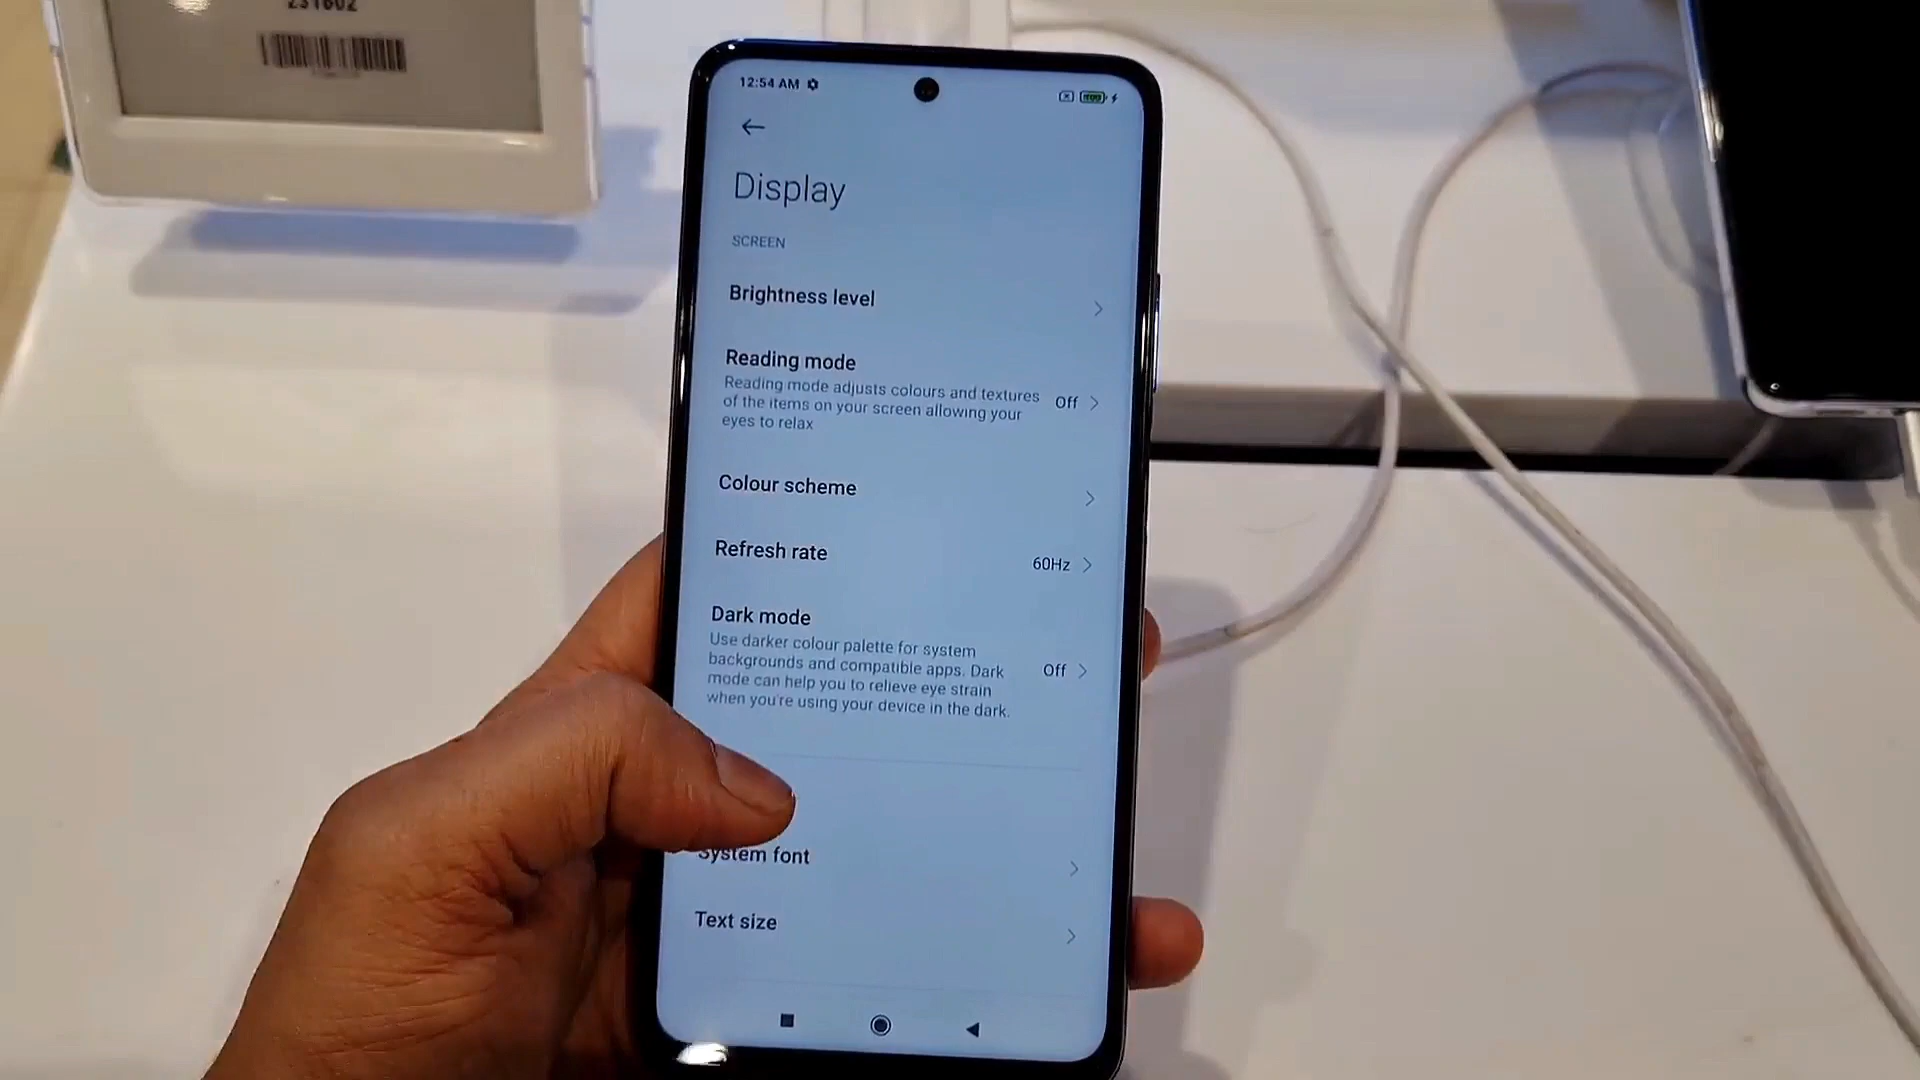 231602
12:54 AM
Display
SCREEN
Brightness level
Reading mode
Reading mode adjusts colours and textures
of the items on your screen allowing your
eyes to relax
Off
Colour scheme
Refresh rate
60Hz
Dark mode
Use darker colour palette for system
backgrounds and compatible apps. Dark
mode can help you to relieve eye strain
when you're using your device in the dark.
Off
System font
Text size